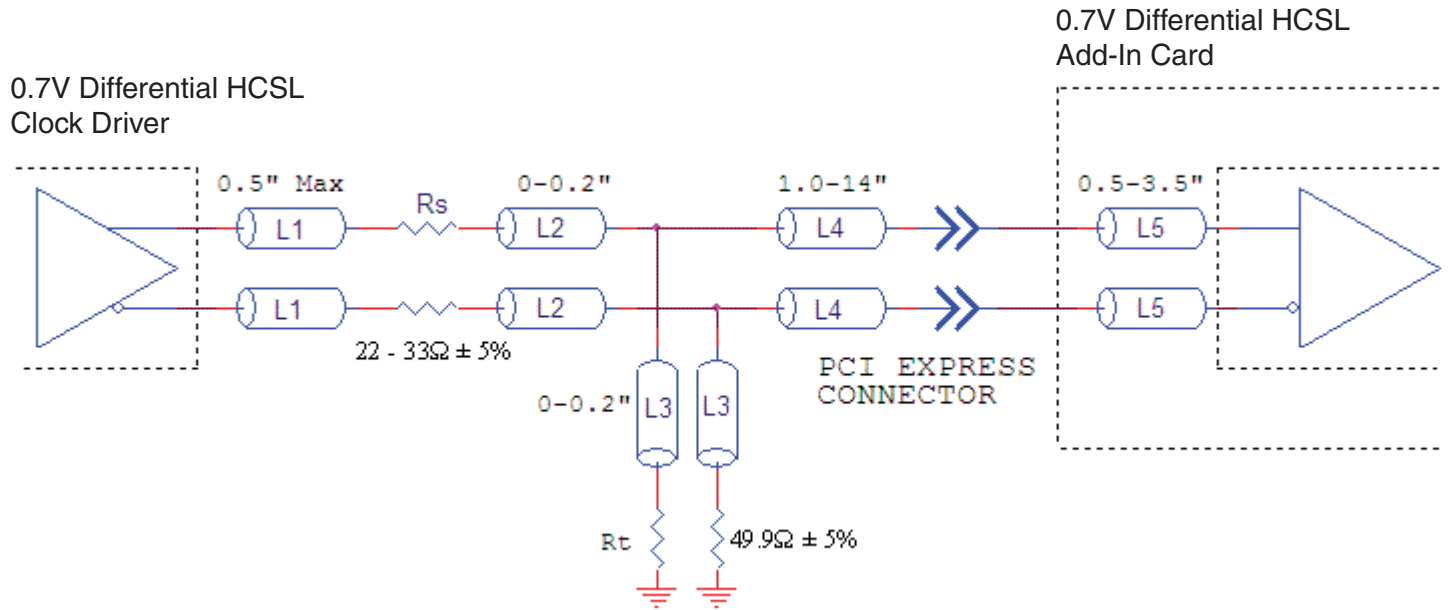 0.7V Differential HCSL
Add-In Card
0.7V Differential HCSL
Clock Driver
0.5" Max
Rs
0-0.2"
1.0-14"
0.5-3.5"
L1
L2
L4
L5
L1
L2
L4
L5
22 - 33Ω ± 5%
PCI EXPRESS
CONNECTOR
0-0.2"
L3
L3
Rt
49.9Ω ± 5%